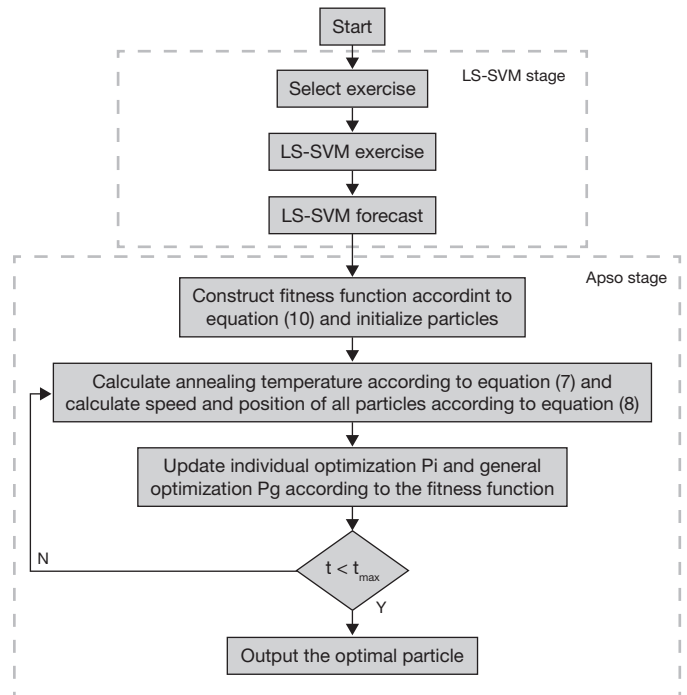 Start
LS-SVM stage
Select exercise
LS-SVM exercise
LS-SVM forecast
Apso stage
Construct fitness function accordint to
equation (10) and initialize particles
Calculate annealing temperature according to equation (7) and
calculate speed and position of all particles according to equation (8)
Update individual optimization Pi and general
optimization Pg according to the fitness function
N
t < tmax
Y
Output the optimal particle